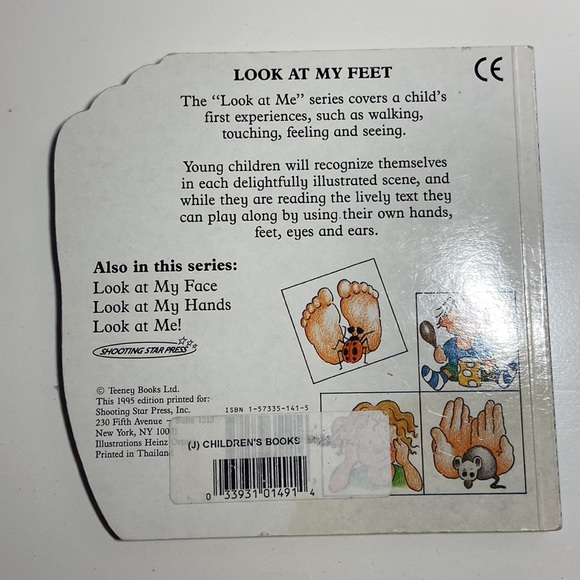 LOOK AT MY FEET
CE
The “Look at Me” series covers a child’s
first experiences, such as walking,
touching, feeling and seeing.
Young children will recognize themselves
in each delightfully illustrated scene, and
while they are reading the lively text they
can play along by using their own hands,
feet, eyes and ears.
Also in this series:
Look at My Face
Look at My Hands
Look at Me!
SHOOTING STAR PRESS
© Teeney Books Ltd.
This 1995 edition printed for:
Shooting Star Press, Inc.
230 Fifth Avenue – Suite 1212
New York, NY 1000
Illustrations Heinz
Printed in Thailan
ISBN 1-57335-141-5
(J) CHILDREN'S BOOKS
0 33931 01491 4